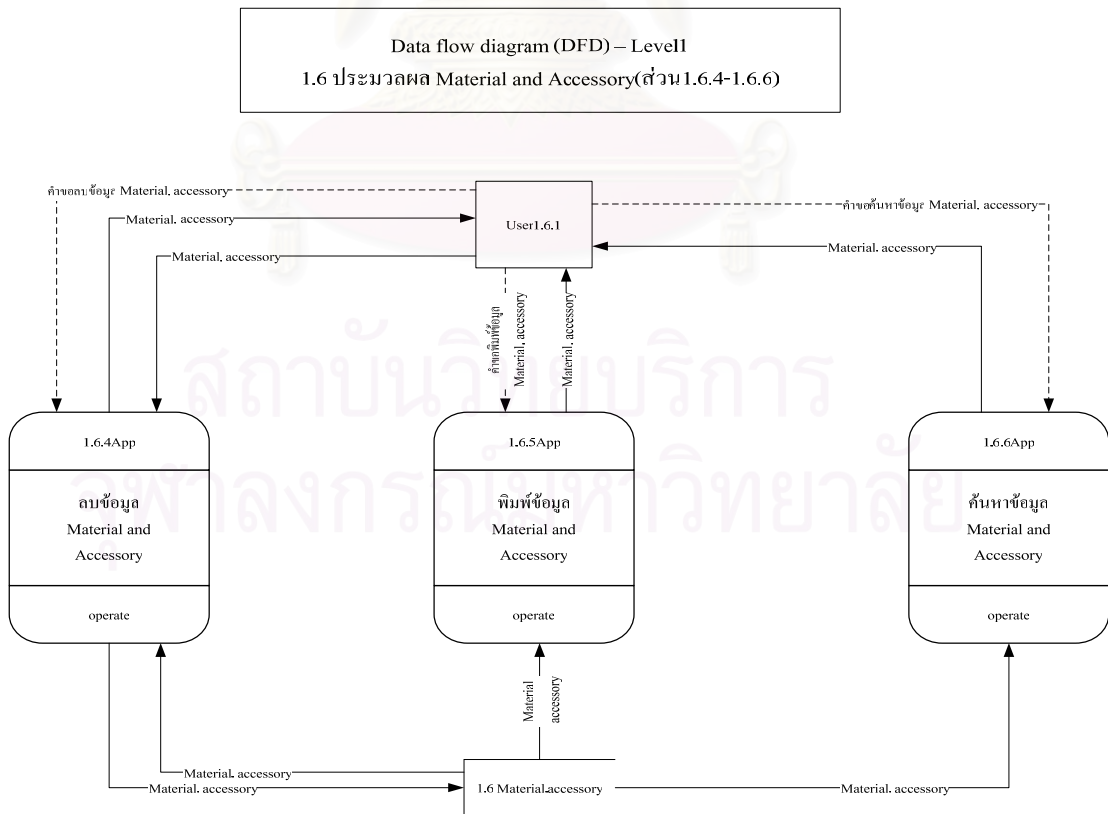 Data flow diagram (DFD) – Level1
1.6 ประมวลผล Material and Accessory(ส่วน1.6.4-1.6.6)
คำขอลบข้อมูล Material. accessory
Material. accessory
Material. accessory
User1.6.1
คำขอค้นหาข้อมูล Material. accessory
Material. accessory
คำขอพิมพ์ข้อมูล
Material. accessory
Material. accessory
สถาบันวิทยบริการ
จุฬาลงกรณ์มหาวิทยาลัย
1.6.4App
ลบข้อมูล
Material and
Accessory
operate
1.6.5App
พิมพ์ข้อมูล
Material and
Accessory
operate
1.6.6App
ค้นหาข้อมูล
Material and
Accessory
operate
Material
accessory
Material. accessory
Material. accessory
1.6 Material.accessory
Material. accessory